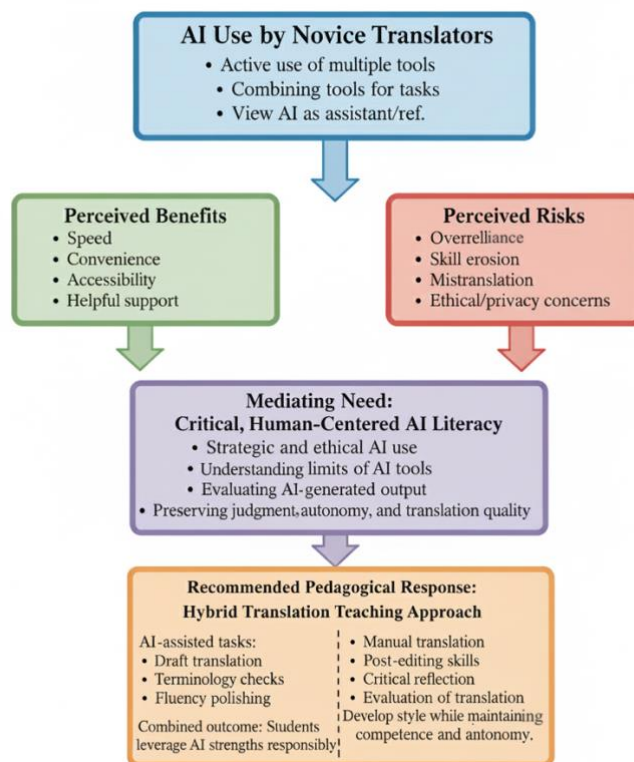 AI Use by Novice Translators
• Active use of multiple tools
• Combining tools for tasks
• View AI as assistant/ref.
Perceived Benefits
• Speed
• Convenience
• Accessibility
• Helpful support
Perceived Risks
• Overrelliance
• Skill erosion
• Mistranslation
• Ethical/privacy concerns
Mediating Need:
Critical, Human-Centered AI Literacy
• Strategic and ethical AI use
• Understanding limits of AI tools
• Evaluating AI-generated output
• Preserving judgment, autonomy, and translation quality
Recommended Pedagogical Response:
Hybrid Translation Teaching Approach
AI-assisted tasks:
• Draft translation
• Terminology checks
• Fluency polishing
Combined outcome: Students
leverage AI strengths responsibly
• Manual translation
• Post-editing skills
• Critical reflection
• Evaluation of translation
Develop style while maintaining
competence and antonomy.